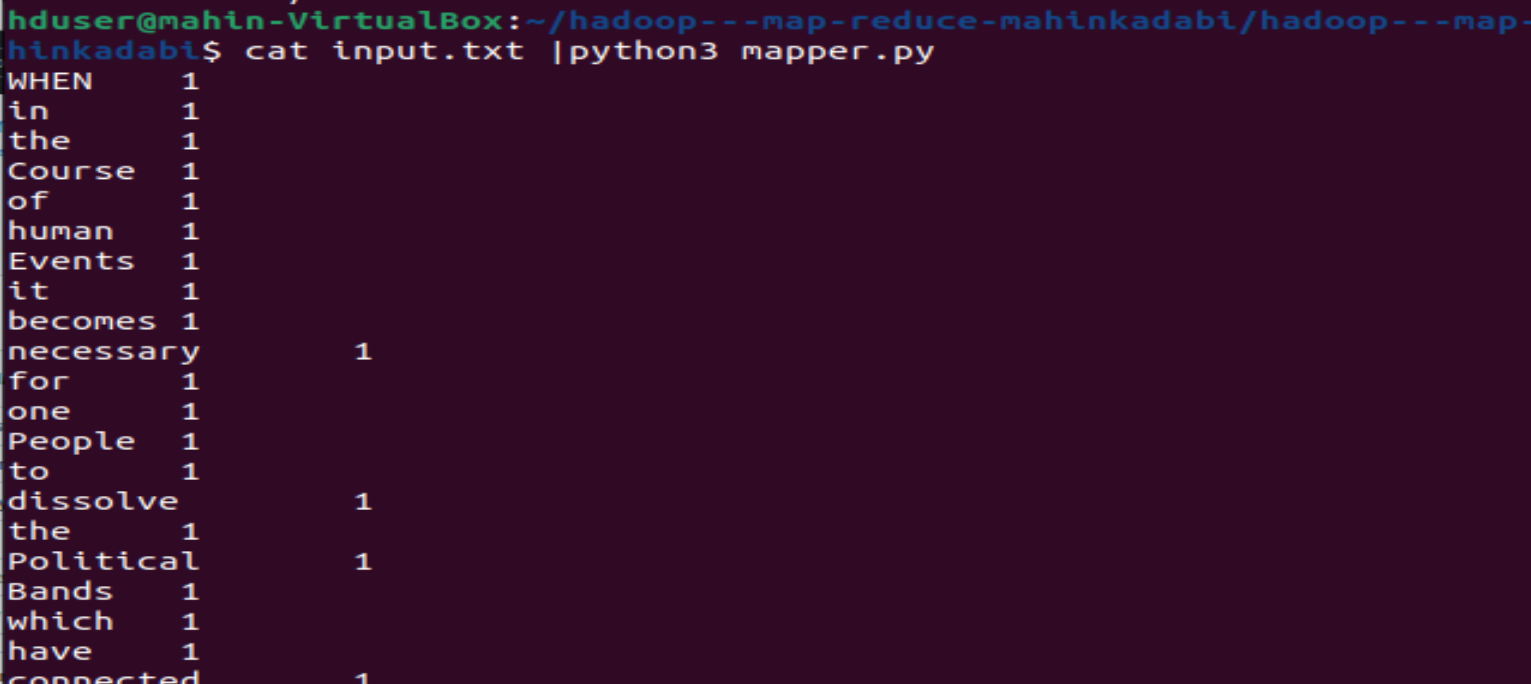 hduser@mahin-VirtualBox:~/hadoop---map-reduce-mahinkadabi/hadoop---map-
hinkadabi$ cat input.txt |python3 mapper.py
WHEN 1
in 1
the 1
Course 1
of 1
human 1
Events 1
it 1
becomes 1
necessary 1
for 1
one 1
People 1
to 1
dissolve 1
the 1
Political 1
Bands 1
which 1
have 1
connected 1